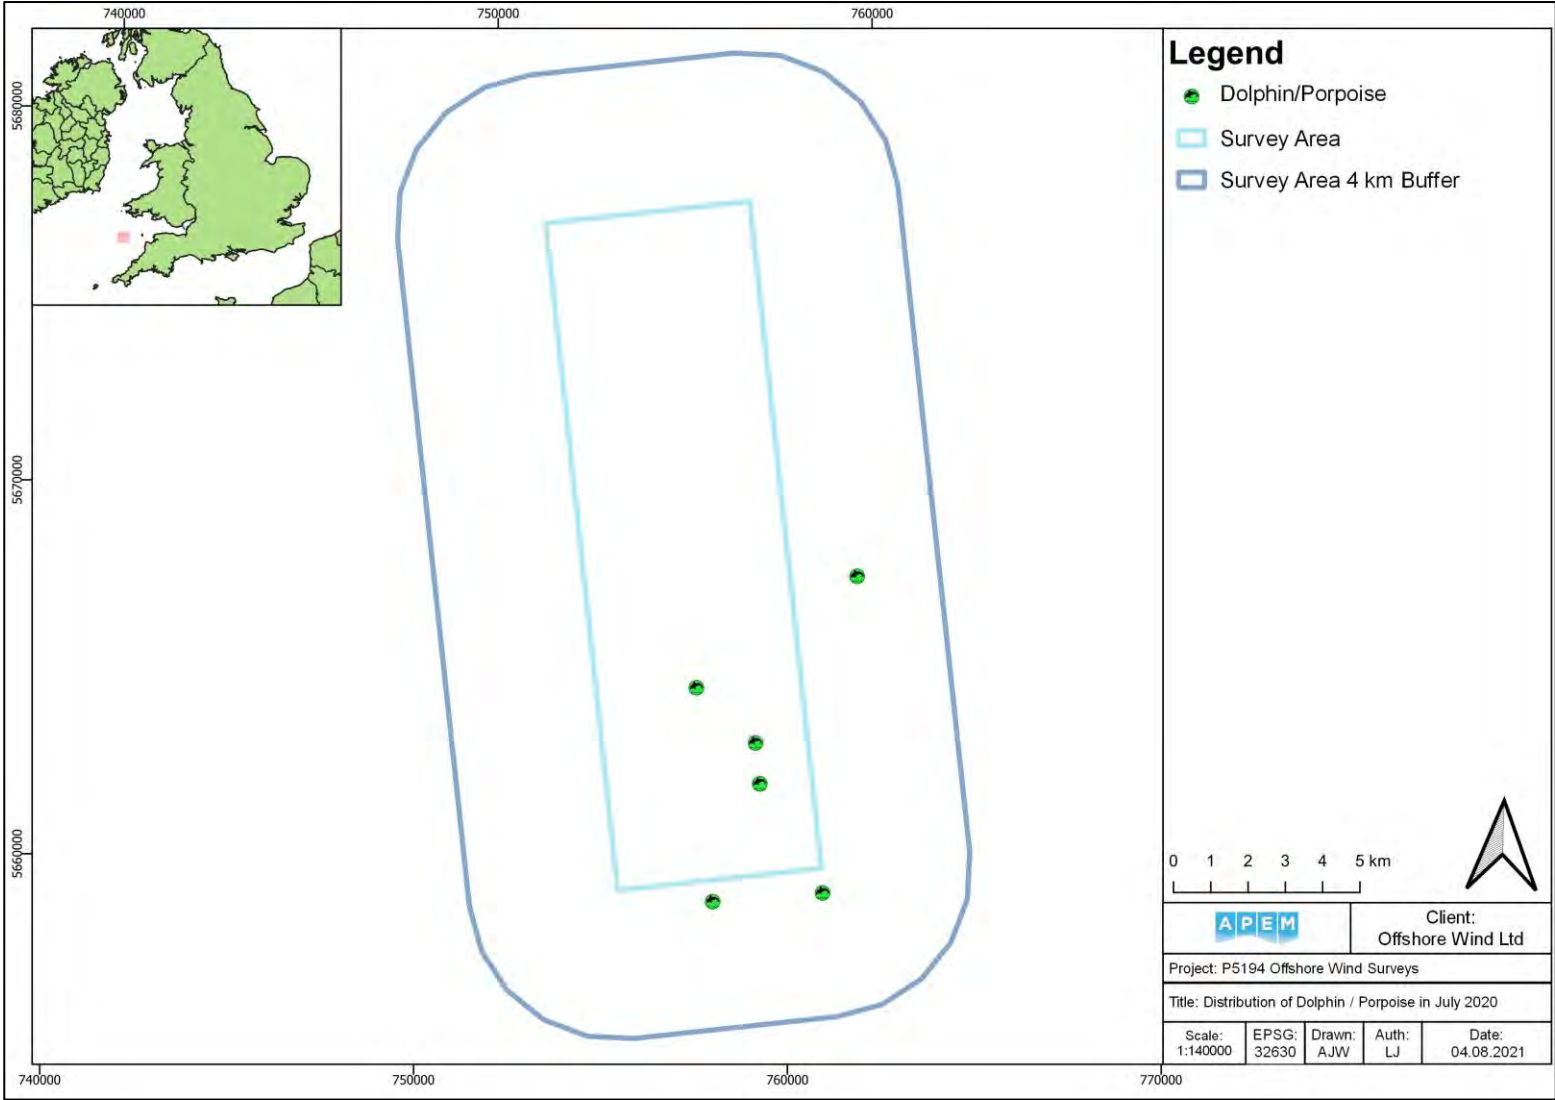 740000
750000
760000
5680000
5670000
5660000
740000
750000
760000
770000
Legend
Dolphin/Porpoise
Survey Area
Survey Area 4 km Buffer
0 1 2 3 4 5 km
APEM
Client:
Offshore Wind Ltd
Project: P5194 Offshore Wind Surveys
Title: Distribution of Dolphin / Porpoise in July 2020
Scale:
1:140000
EPSG:
32630
Drawn:
AJW
Auth:
LJ
Date:
04.08.2021